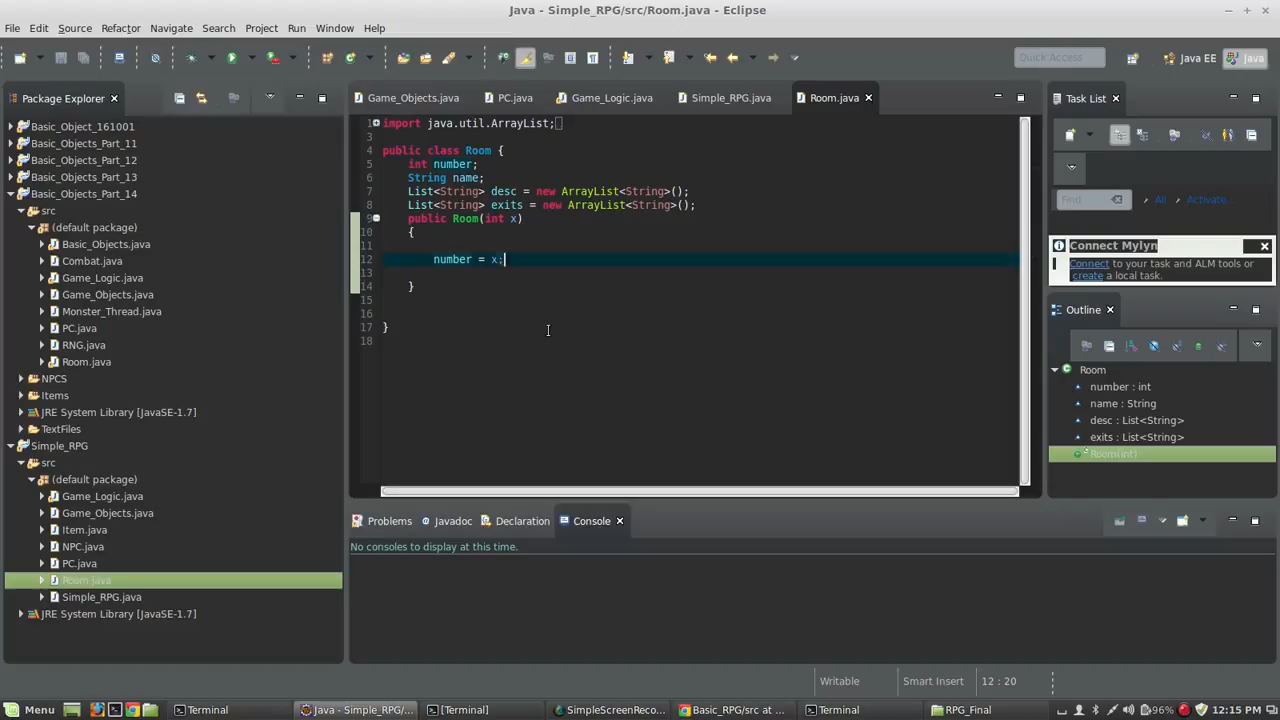 Java - Simple_RPG/src/Room.java - Eclipse
File Edit Source Refactor Navigate Search Project Run Window Help
Quick Access
Java EE
Java
Package Explorer
Basic_Object_161001
Basic_Objects_Part_11
Basic_Objects_Part_12
Basic_Objects_Part_13
Basic_Objects_Part_14
src
(default package)
Basic_Objects.java
Combat.java
Game_Logic.java
Game_Objects.java
Monster_Thread.java
PC.java
RNG.java
Room.java
NPCS
Items
JRE System Library [JavaSE-1.7]
TextFiles
Simple_RPG
src
(default package)
Game_Logic.java
Game_Objects.java
Item.java
NPC.java
PC.java
Room.java
Simple_RPG.java
JRE System Library [JavaSE-1.7]
Game_Objects.java PC.java Game_Logic.java Simple_RPG.java Room.java
1 import java.util.ArrayList;
3
4 public class Room {
5 int number;
6 String name;
7 List<String> desc = new ArrayList<String>();
8 List<String> exits = new ArrayList<String>();
9 public Room(int x)
10 {
11
12 number = x;
13
14 }
15
16
17 }
18
Problems Javadoc Declaration Console
No consoles to display at this time.
Task List
Find All Activate...
Connect Mylyn
Connect to your task and ALM tools or
create a local task.
Outline
Room
number : int
name : String
desc : List<String>
exits : List<String>
Room(int)
Writable Smart Insert 12 : 20
Menu Terminal Java - Simple_RPG/... [Terminal] SimpleScreenReco... Basic_RPG/src at ... Terminal RPG_Final 96% 12:15 PM